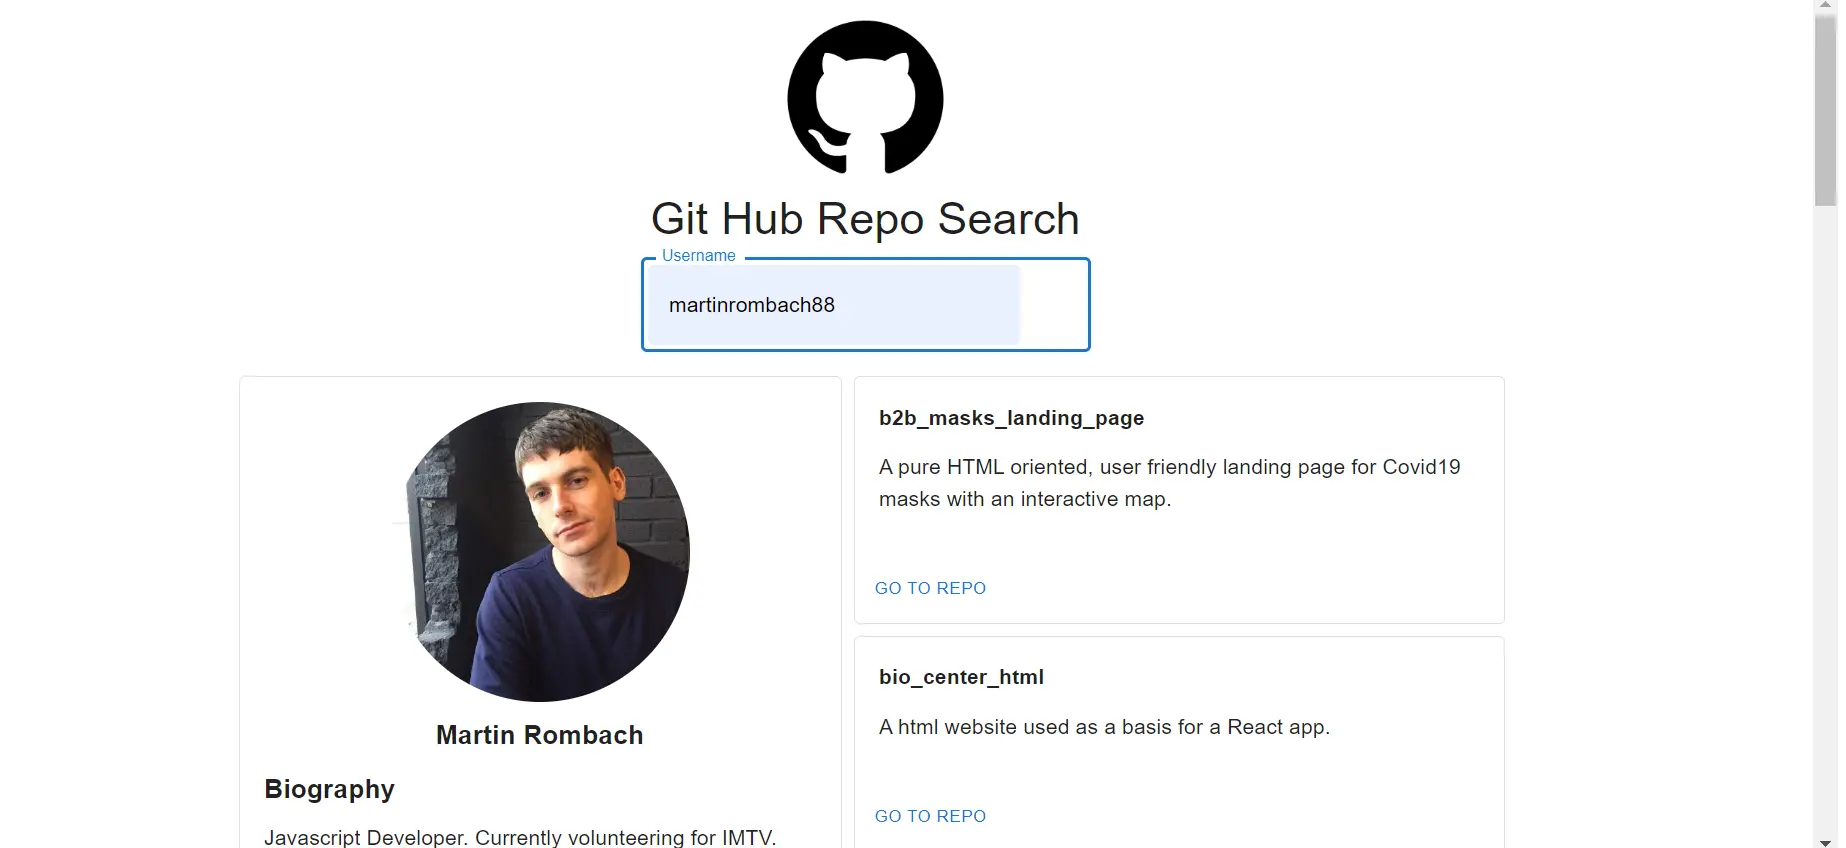 Git Hub Repo Search
Username
martinrombach88
Martin Rombach
Biography
Javascript Developer. Currently volunteering for IMTV.
b2b_masks_landing_page
A pure HTML oriented, user friendly landing page for Covid19
masks with an interactive map.
GO TO REPO
bio_center_html
A html website used as a basis for a React app.
GO TO REPO